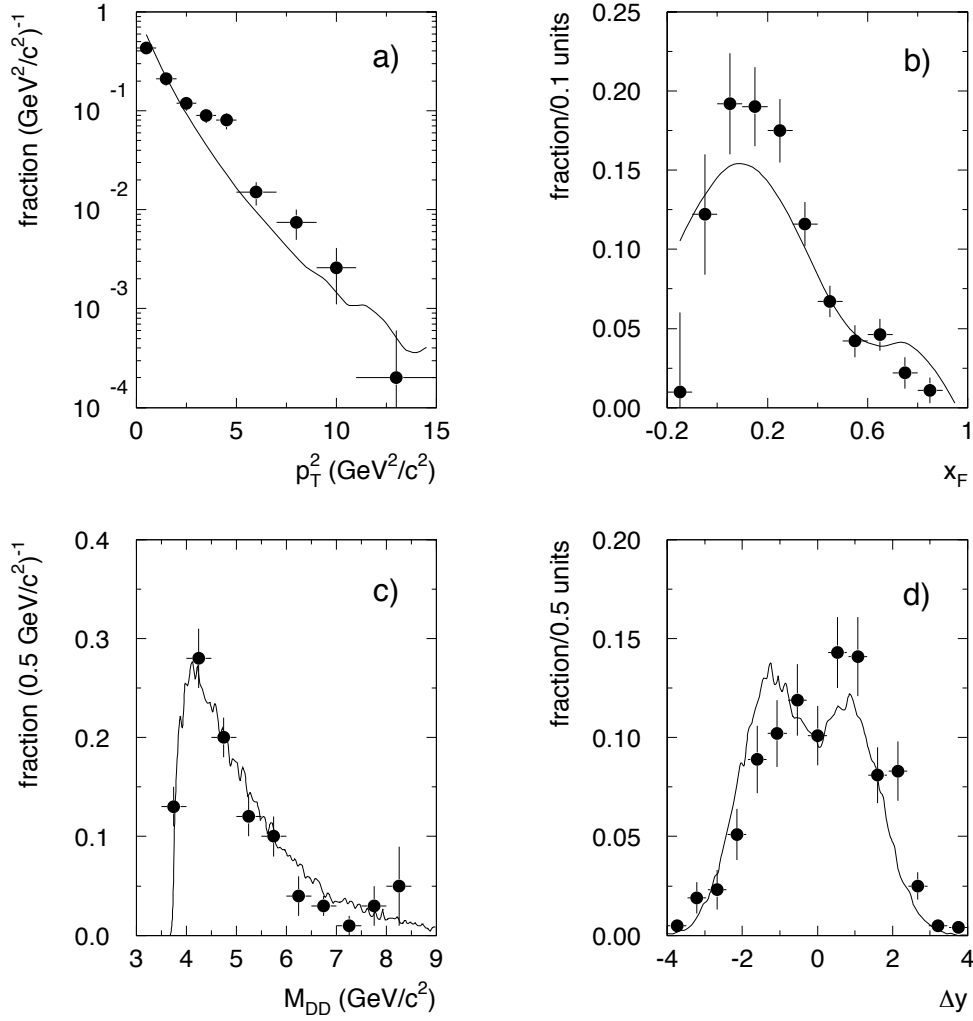 a)
fraction (GeV²/c²)⁻¹
1
10⁻¹
10⁻²
10⁻³
10⁻⁴
0 5 10 15
p_T² (GeV²/c²)
b)
fraction/0.1 units
0.25
0.20
0.15
0.10
0.05
0.00
-0.2 0.2 0.6 1
x_F
c)
fraction (0.5 GeV/c²)⁻¹
0.4
0.3
0.2
0.1
0.0
3 4 5 6 7 8 9
M_DD (GeV/c²)
d)
fraction/0.5 units
0.20
0.15
0.10
0.05
0.00
-4 -2 0 2 4
Δy